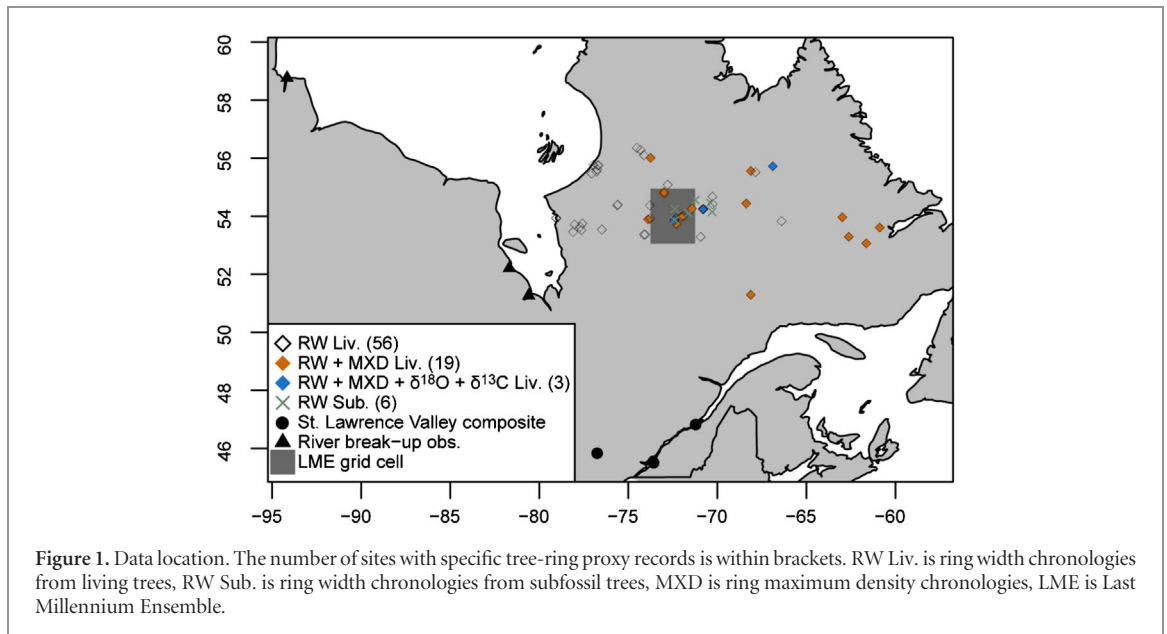 60
58
56
54
52
50
48
46
RW Liv. (56)
RW + MXD Liv. (19)
RW + MXD + δ18O + δ13C Liv. (3)
RW Sub. (6)
St. Lawrence Valley composite
River break−up obs.
LME grid cell
−95 −90 −85 −80 −75 −70 −65 −60
Figure 1. Data location. The number of sites with specific tree-ring proxy records is within brackets. RW Liv. is ring width chronologies
from living trees, RW Sub. is ring width chronologies from subfossil trees, MXD is ring maximum density chronologies, LME is Last
Millennium Ensemble.